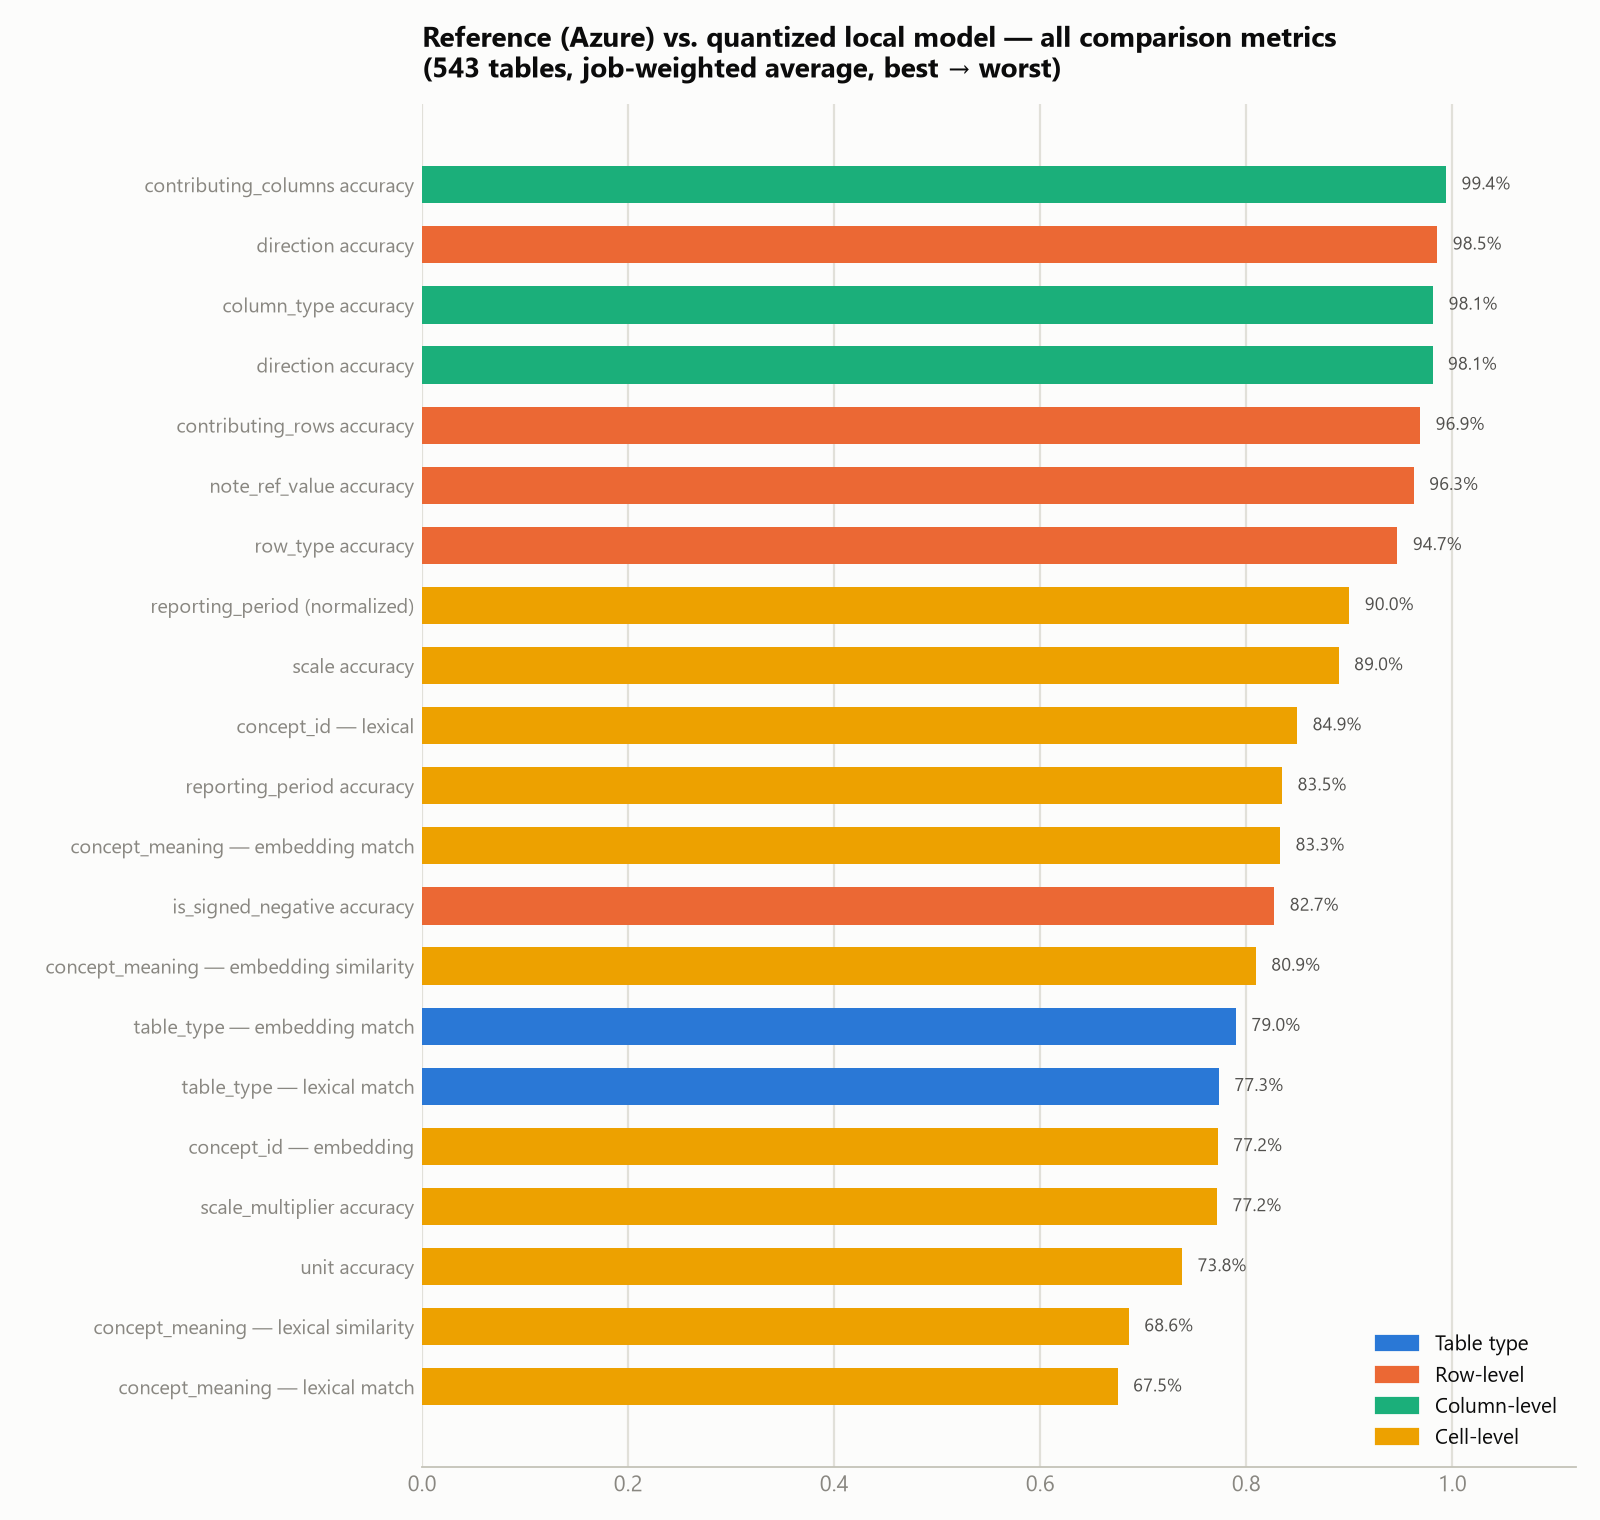 Reference (Azure) vs. quantized local model — all comparison metrics
(543 tables, job-weighted average, best → worst)
contributing_columns accuracy 99.4%
direction accuracy 98.5%
column_type accuracy 98.1%
direction accuracy 98.1%
contributing_rows accuracy 96.9%
note_ref_value accuracy 96.3%
row_type accuracy 94.7%
reporting_period (normalized) 90.0%
scale accuracy 89.0%
concept_id — lexical 84.9%
reporting_period accuracy 83.5%
concept_meaning — embedding match 83.3%
is_signed_negative accuracy 82.7%
concept_meaning — embedding similarity 80.9%
table_type — embedding match 79.0%
table_type — lexical match 77.3%
concept_id — embedding 77.2%
scale_multiplier accuracy 77.2%
unit accuracy 73.8%
concept_meaning — lexical similarity 68.6%
concept_meaning — lexical match 67.5%
Table type
Row-level
Column-level
Cell-level
0.0 0.2 0.4 0.6 0.8 1.0